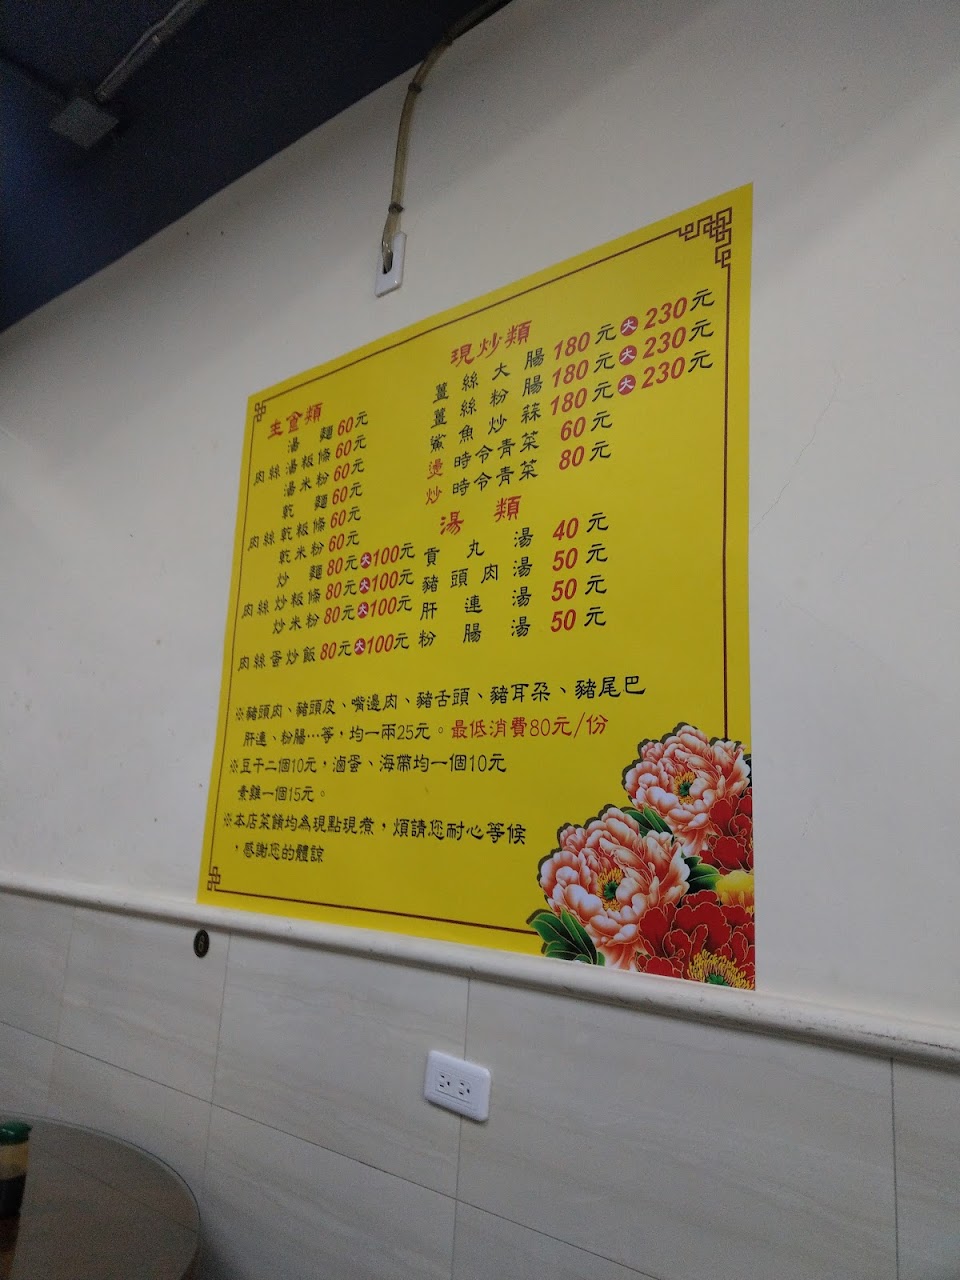 主食類
湯麵60元
肉絲湯粄條60元
湯米粉60元
乾麵60元
肉絲乾粄條60元
乾米粉60元
炒麵80元大100元
肉絲炒粄條80元大100元
炒米粉80元大100元
肉絲蛋炒飯80元大100元
現炒類
薑絲大腸180元大230元
薑絲粉腸180元大230元
鯊魚炒蒜180元大230元
燙時令青菜60元
炒時令青菜80元
湯類
貢丸湯40元
豬頭肉湯50元
肝連湯50元
粉腸湯50元
※豬頭肉、豬頭皮、嘴邊肉、豬舌頭、豬耳朶、豬尾巴
肝連、粉腸…等,均一兩25元。最低消費80元/份
※豆干二個10元,滷蛋、海帶均一個10元
素雞一個15元。
※本店菜餚均為現點現煮,煩請您耐心等候
,感謝您的體諒
6